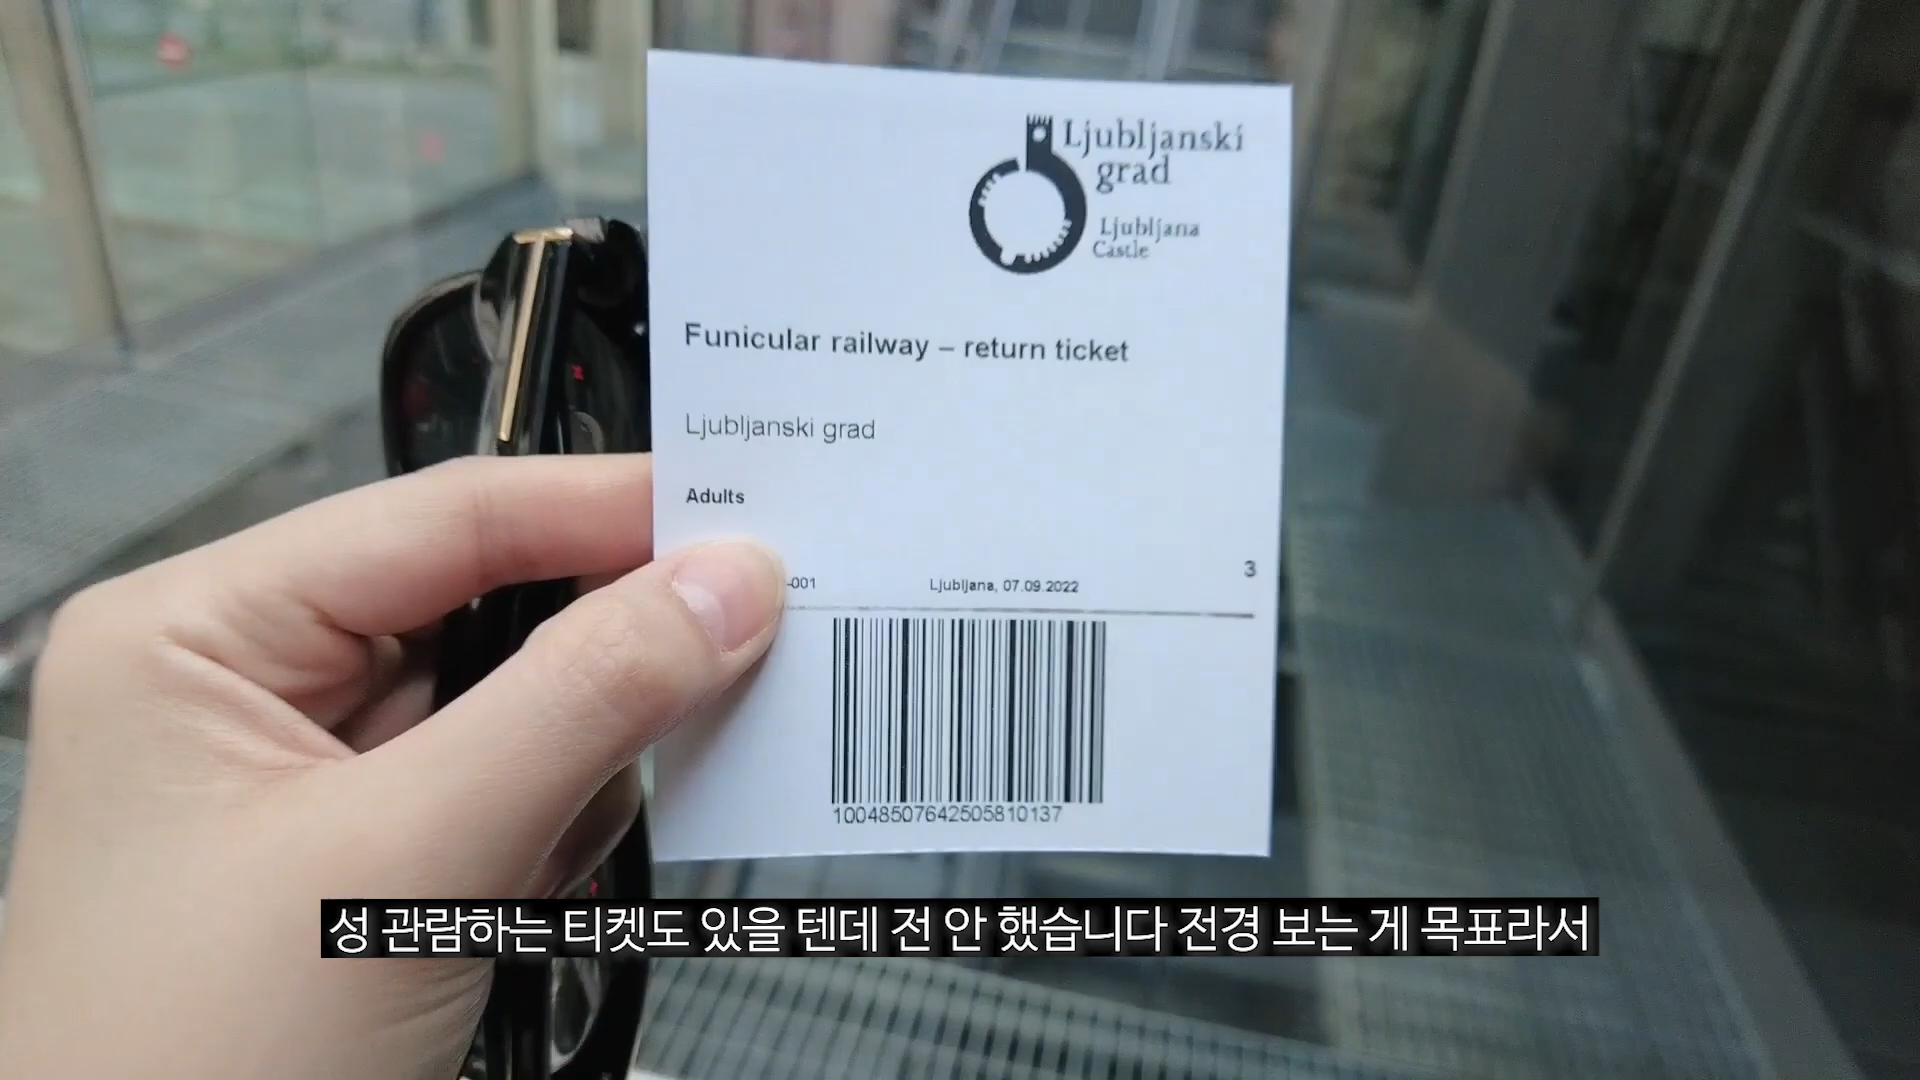 Ljubljanski
grad
Ljubljana
Castle
Funicular railway – return ticket
Ljubljanski grad
Adults
3
-001 Ljubljana, 07.09.2022
10048507642505810137
성 관람하는 티켓도 있을 텐데 전 안 했습니다 전경 보는 게 목표라서